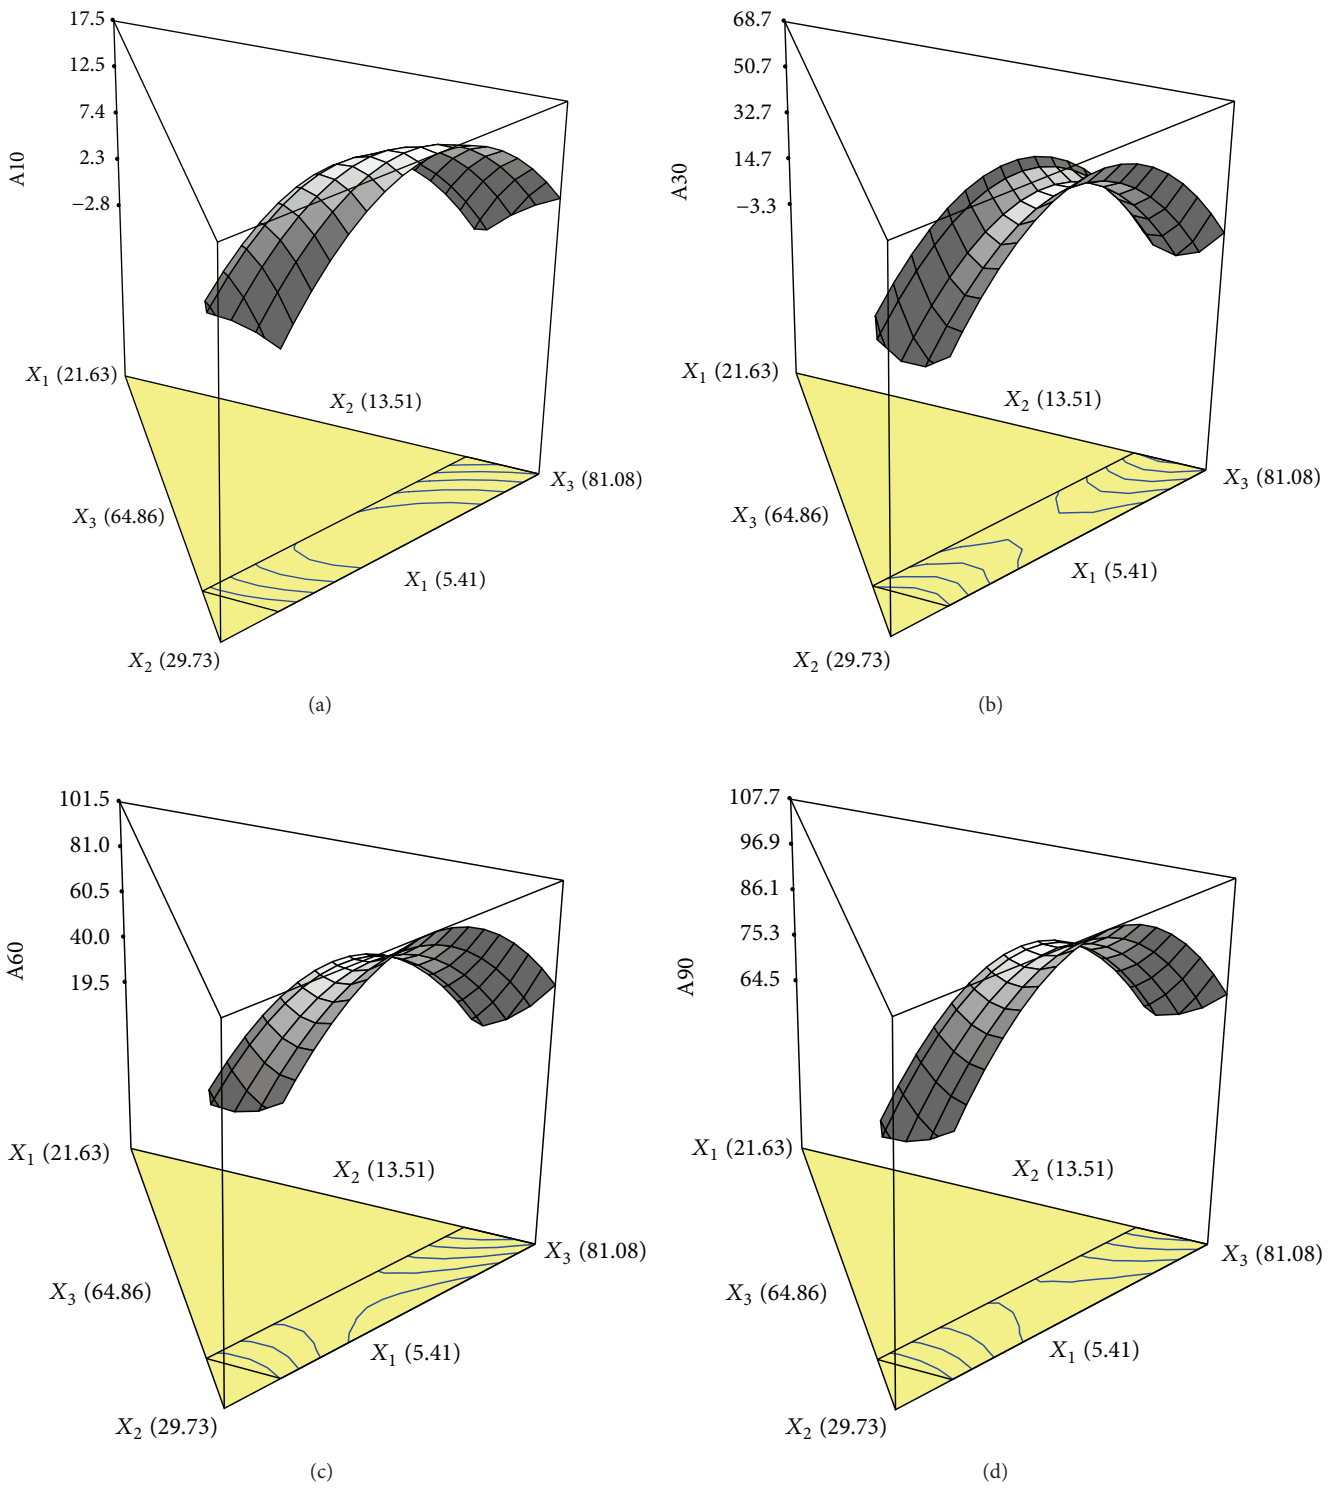 17.5
12.5
7.4
2.3
−2.8
A10
X₁ (21.63)
X₂ (13.51)
X₃ (81.08)
X₃ (64.86)
X₁ (5.41)
X₂ (29.73)
(a)
68.7
50.7
32.7
14.7
−3.3
A30
X₁ (21.63)
X₂ (13.51)
X₃ (81.08)
X₃ (64.86)
X₁ (5.41)
X₂ (29.73)
(b)
101.5
81.0
60.5
40.0
19.5
A60
X₁ (21.63)
X₂ (13.51)
X₃ (81.08)
X₃ (64.86)
X₁ (5.41)
X₂ (29.73)
(c)
107.7
96.9
86.1
75.3
64.5
A90
X₁ (21.63)
X₂ (13.51)
X₃ (81.08)
X₃ (64.86)
X₁ (5.41)
X₂ (29.73)
(d)